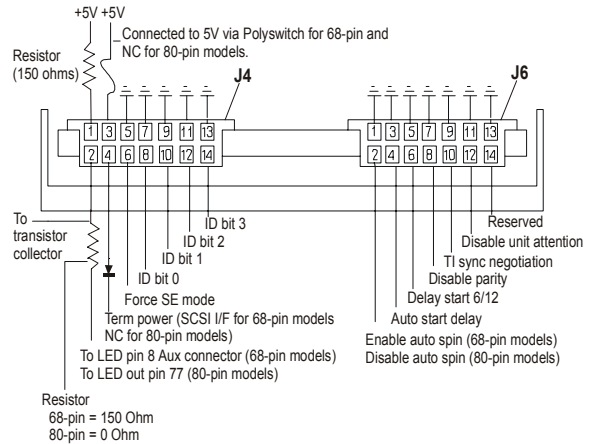 +5V +5V
Connected to 5V via Polyswitch for 68-pin and
NC for 80-pin models.
Resistor
(150 ohms)
J4
J6
1 3 5 7 9 11 13
2 4 6 8 10 12 14
1 3 5 7 9 11 13
2 4 6 8 10 12 14
To
transistor
collector
ID bit 3
ID bit 2
ID bit 1
ID bit 0
Force SE mode
Term power (SCSI I/F for 68-pin models
NC for 80-pin models)
To LED pin 8 Aux connector (68-pin models)
To LED out pin 77 (80-pin models)
Resistor
68-pin = 150 Ohm
80-pin = 0 Ohm
Reserved
Disable unit attention
TI sync negotiation
Disable parity
Delay start 6/12
Auto start delay
Enable auto spin (68-pin models)
Disable auto spin (80-pin models)